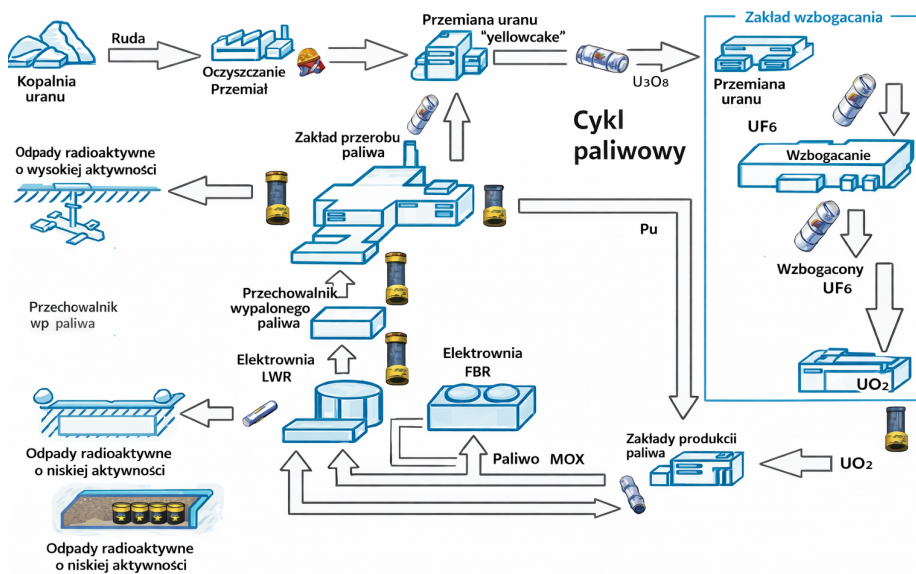 Zakład wzbogacania
Ruda
Kopalnia
uranu
Oczyszczanie
Przemiał
Przemiana uranu
"yellowcake"
U3O8
Przemiana
uranu
UF6
Wzbogacanie
Wzbogacony
UF6
UO2
Cykl
paliwowy
Zakład przerobu
paliwa
Odpady radioaktywne
o wysokiej aktywności
Pu
Przechowalnik
wypalonego
paliwa
Przechowalnik
wp paliwa
Elektrownia
LWR
Elektrownia
FBR
Odpady radioaktywne
o niskiej aktywności
Paliwo MOX
Zakłady produkcii
paliwa
UO2
Odpady radioaktywne
o niskiej aktywności